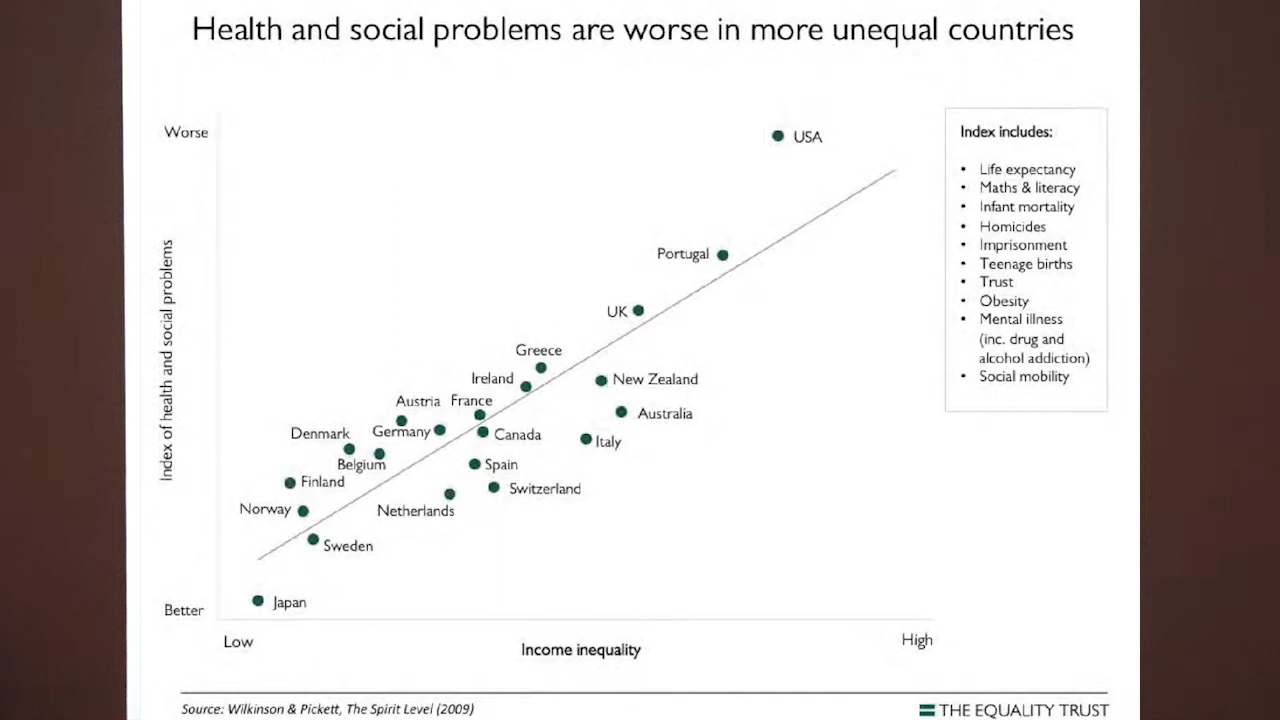 Health and social problems are worse in more unequal countries
Worse
Index of health and social problems
Better
USA
Portugal
UK
Greece
Ireland
New Zealand
Austria
France
Australia
Denmark
Germany
Canada
Italy
Belgium
Spain
Finland
Switzerland
Norway
Netherlands
Sweden
Japan
Low
Income inequality
High
Index includes:
• Life expectancy
• Maths & literacy
• Infant mortality
• Homicides
• Imprisonment
• Teenage births
• Trust
• Obesity
• Mental illness
(inc. drug and
alcohol addiction)
• Social mobility
Source: Wilkinson & Pickett, The Spirit Level (2009)
THE EQUALITY TRUST